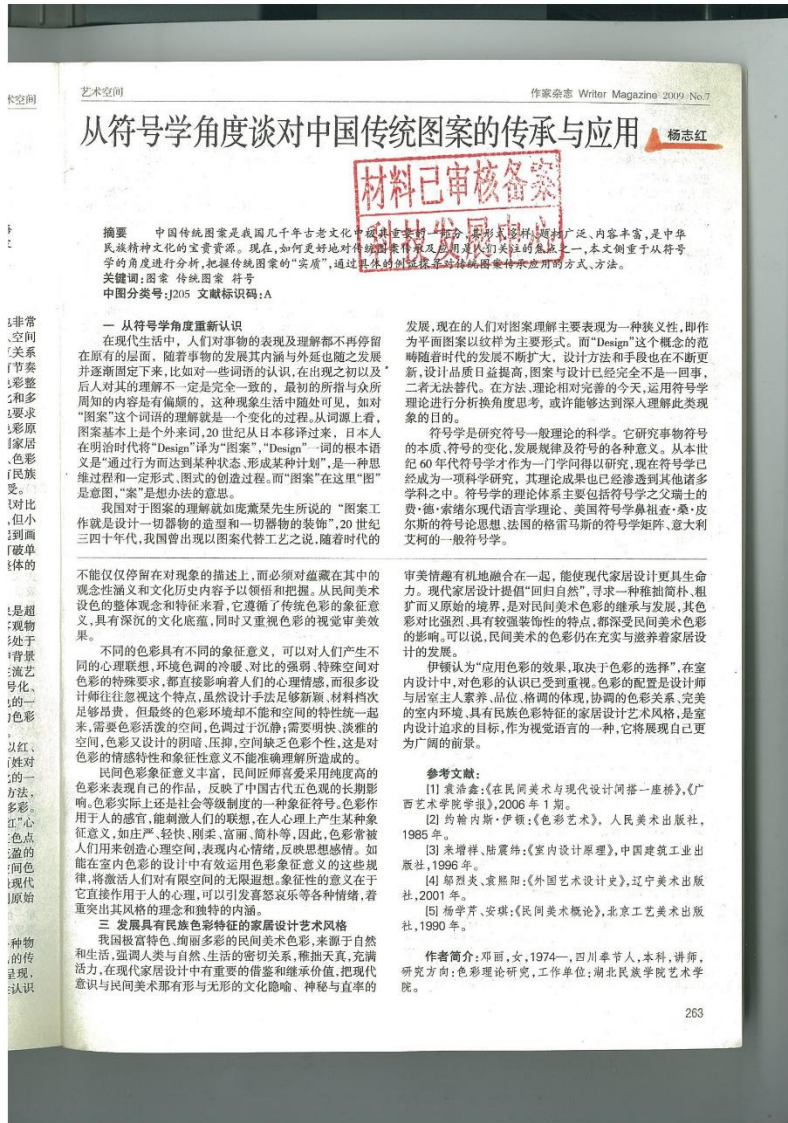 术空间
艺术空间
作家杂志 Writer Magazine 2009 No.7
从符号学角度谈对中国传统图案的传承与应用
杨志红
材料已审核备案
科技发展中心
摘要 中国传统图案是我国几千年古老文化中极其重要的一部分,其形式多样、题材广泛、内容丰富,是中华
民族精神文化的宝贵资源。现在,如何更好地对传统图案传承及应用是人们关注的焦点之一,本文侧重于从符号
学的角度进行分析,把握传统图案的“实质”,通过具体的例证探寻对传统图案传承应用的方式、方法。
关键词:图案 传统图案 符号
中图分类号:J205 文献标识码:A
一 从符号学角度重新认识
在现代生活中,人们对事物的表现及理解都不再停留
在原有的层面,随着事物的发展其内涵与外延也随之发展
并逐渐固定下来,比如对一些词语的认识,在出现之初以及
后人对其的理解不一定是完全一致的,最初的所指与众所
周知的内容是有偏颇的,这种现象生活中随处可见,如对
“图案”这个词语的理解就是一个变化的过程。从词源上看,
图案基本上是个外来词,20世纪从日本移译过来,日本人
在明治时代将“Design”译为“图案”,“Design”一词的根本语
义是“通过行为而达到某种状态、形成某种计划”,是一种思
维过程和一定形式、图式的创造过程。而“图案”在这里“图”
是意图,“案”是想办法的意思。
我国对于图案的理解就如庞薰琹先生所说的“图案工
作就是设计一切器物的造型和一切器物的装饰”,20世纪
三四十年代,我国曾出现以图案代替工艺之说,随着时代的
发展,现在的人们对图案理解主要表现为一种狭义性,即作
为平面图案以纹样为主要形式。而“Design”这个概念的范
畴随着时代的发展不断扩大,设计方法和手段也在不断更
新,设计品质日益提高,图案与设计已经完全不是一回事,
二者无法替代。在方法、理论相对完善的今天,运用符号学
理论进行分析换角度思考,或许能够达到深入理解此类现
象的目的。
符号学是研究符号一般理论的科学。它研究事物符号
的本质、符号的变化,发展规律及符号的各种意义。从本世
纪60年代符号学才作为一门学问得以研究,现在符号学已
经成为一项科学研究,其理论成果也已经渗透到其他诸多
学科之中。符号学的理论体系主要包括符号学之父瑞士的
费·德·索绪尔现代语言学理论、美国符号学鼻祖查·桑·皮
尔斯的符号论思想、法国的格雷马斯的符号学矩阵、意大利
艾柯的一般符号学。
不能仅仅停留在对现象的描述上,而必须对蕴藏在其中的
观念性涵义和文化历史内容予以领悟和把握。从民间美术
设色的整体观念和特征来看,它遵循了传统色彩的象征意
义,具有深沉的文化底蕴,同时又重视色彩的视觉审美效
果。
不同的色彩具有不同的象征意义,可以对人们产生不
同的心理联想,环境色调的冷暖、对比的强弱、特殊空间对
色彩的特殊要求,都直接影响着人们的心理情感,而很多设
计师往往忽视这个特点,虽然设计手法足够新颖、材料档次
足够昂贵,但最终的色彩环境却不能和空间的特性统一起
来,需要色彩活泼的空间,色调过于沉静;需要明快、淡雅的
空间,色彩又设计的阴暗、压抑,空间缺乏色彩个性,这是对
色彩的情感特性和象征性意义不能准确理解所造成的。
民间色彩象征意义丰富,民间匠师喜爱采用纯度高的
色彩来表现自己的作品,反映了中国古代五色观的长期影
响。色彩实际上还是社会等级制度的一种象征符号。色彩作
用于人的感官,能刺激人们的联想,在人心理上产生某种象
征意义,如庄严、轻快、刚柔、富丽、简朴等,因此,色彩常被
人们用来创造心理空间,表现内心情绪,反映思想感情。如
能在室内色彩的设计中有效运用色彩象征意义的这些规
律,将激活人们对有限空间的无限遐想。象征性的意义在于
它直接作用于人的心理,可以引发喜怒哀乐等各种情绪,着
重突出其风格的理念和独特的内涵。
三 发展具有民族色彩特征的家居设计艺术风格
我国极富特色、绚丽多彩的民间美术色彩,来源于自然
和生活,强调人类与自然、生活的密切关系,稚拙天真,充满
活力,在现代家居设计中有重要的借鉴和继承价值,把现代
意识与民间美术那有形与无形的文化隐喻、神秘与直率的
审美情趣有机地融合在一起,能使现代家居设计更具生命
力。现代家居设计提倡“回归自然”,寻求一种稚拙简朴、粗
犷而又原始的境界,是对民间美术色彩的继承与发展,其色
彩对比强烈、具有较强装饰性的特点,都深受民间美术色彩
的影响。可以说,民间美术的色彩仍在充实与滋养着家居设
计的发展。
伊顿认为“应用色彩的效果,取决于色彩的选择”,在室
内设计中,对色彩的认识已受到重视。色彩的配置是设计师
与居室主人素养、品位、格调的体现,协调的色彩关系、完美
的室内环境、具有民族色彩特征的家居设计艺术风格,是室
内设计追求的目标,作为视觉语言的一种,它将展现自己更
为广阔的前景。
参考文献:
[1] 袁浩鑫:《在民间美术与现代设计间搭一座桥》,《广
西艺术学院学报》,2006年1期。
[2] 约翰内斯·伊顿:《色彩艺术》,人民美术出版社,
1985年。
[3] 来增祥、陆震纬:《室内设计原理》,中国建筑工业出
版社,1996年。
[4] 邬烈炎、袁熙阳:《外国艺术设计史》,辽宁美术出版
社,2001年。
[5] 杨学芹、安琪:《民间美术概论》,北京工艺美术出版
社,1990年。
作者简介:邓丽,女,1974—,四川奉节人,本科,讲师,
研究方向:色彩理论研究,工作单位:湖北民族学院艺术学
院。
263